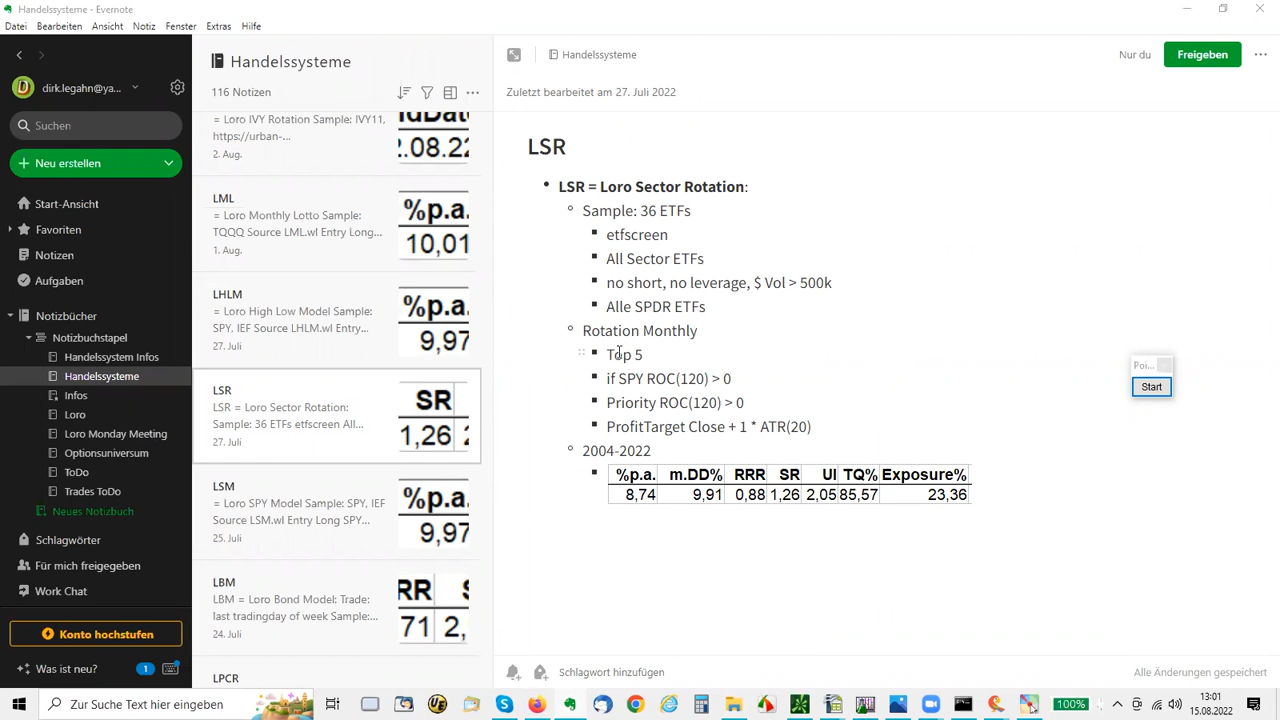 Handelssysteme - Evernote
Datei Bearbeiten Ansicht Notiz Fenster Extras Hilfe
dirk.legahn@ya...
Suchen
Neu erstellen
Start-Ansicht
Favoriten
Notizen
Aufgaben
Notizbücher
Notizbuchstapel
Handelssystem Infos
Handelssysteme
Infos
Loro
Loro Monday Meeting
Optionsuniversum
ToDo
Trades ToDo
Neues Notizbuch
Schlagwörter
Für mich freigegeben
Work Chat
Konto hochstufen
Was ist neu? 1
Handelssysteme
116 Notizen
= Loro IVY Rotation Sample: IVY11,
https://urban-...
2. Aug.
2.08.22
LML
= Loro Monthly Lotto Sample:
TQQQ Source LML.wl Entry Long...
1. Aug.
%p.a.
10,01
LHLM
= Loro High Low Model Sample:
SPY, IEF Source LHLM.wl Entry...
27. Juli
%p.a.
9,97
LSR
LSR = Loro Sector Rotation:
Sample: 36 ETFs etfscreen All...
27. Juli
SR
1,26
LSM
= Loro SPY Model Sample: SPY, IEF
Source LSM.wl Entry Long SPY...
25. Juli
%p.a.
9,97
LBM
LBM = Loro Bond Model: Trade:
last tradingday of week Sample:...
24. Juli
RR
71 2,
LPCR
Handelssysteme
Nur du Freigeben
Zuletzt bearbeitet am 27. Juli 2022
LSR
LSR = Loro Sector Rotation:
Sample: 36 ETFs
etfscreen
All Sector ETFs
no short, no leverage, $ Vol > 500k
Alle SPDR ETFs
Rotation Monthly
Top 5
if SPY ROC(120) > 0
Priority ROC(120) > 0
ProfitTarget Close + 1 * ATR(20)
2004-2022
%p.a. m.DD% RRR SR UI TQ% Exposure%
8,74 9,91 0,88 1,26 2,05 85,57 23,36
Poi...
Start
Schlagwort hinzufügen
Alle Änderungen gespeichert
Zur Suche Text hier eingeben
100%
13:01
15.08.2022